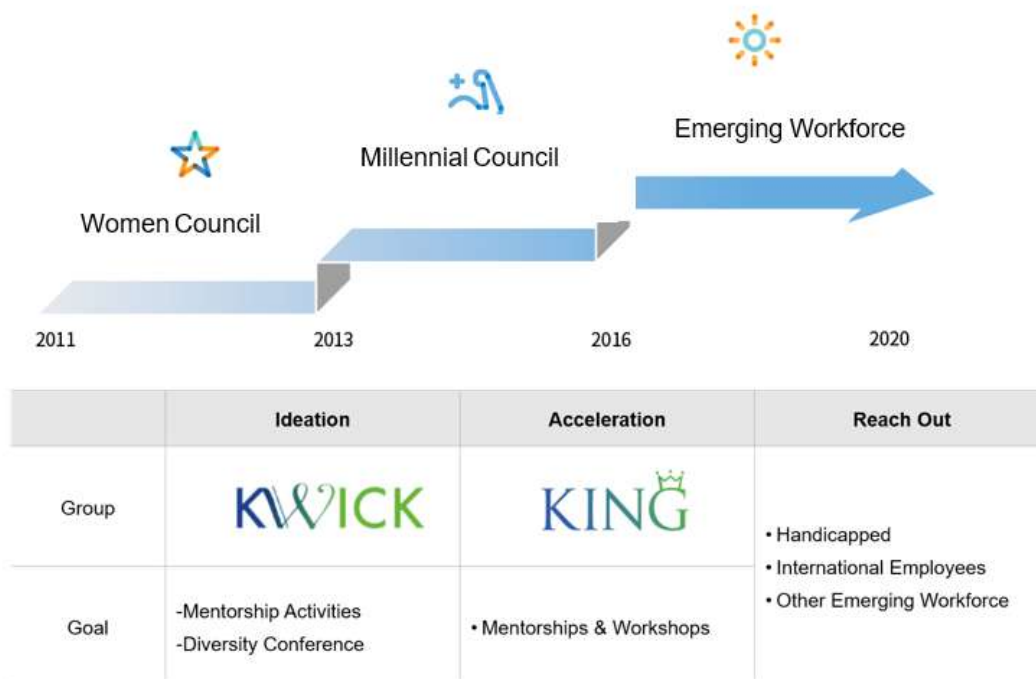 Emerging Workforce
Millennial Council
Women Council
2011 2013 2016 2020
Ideation Acceleration Reach Out
Group KWICK KING
• Handicapped
• International Employees
• Other Emerging Workforce
Goal
-Mentorship Activities
-Diversity Conference
• Mentorships & Workshops